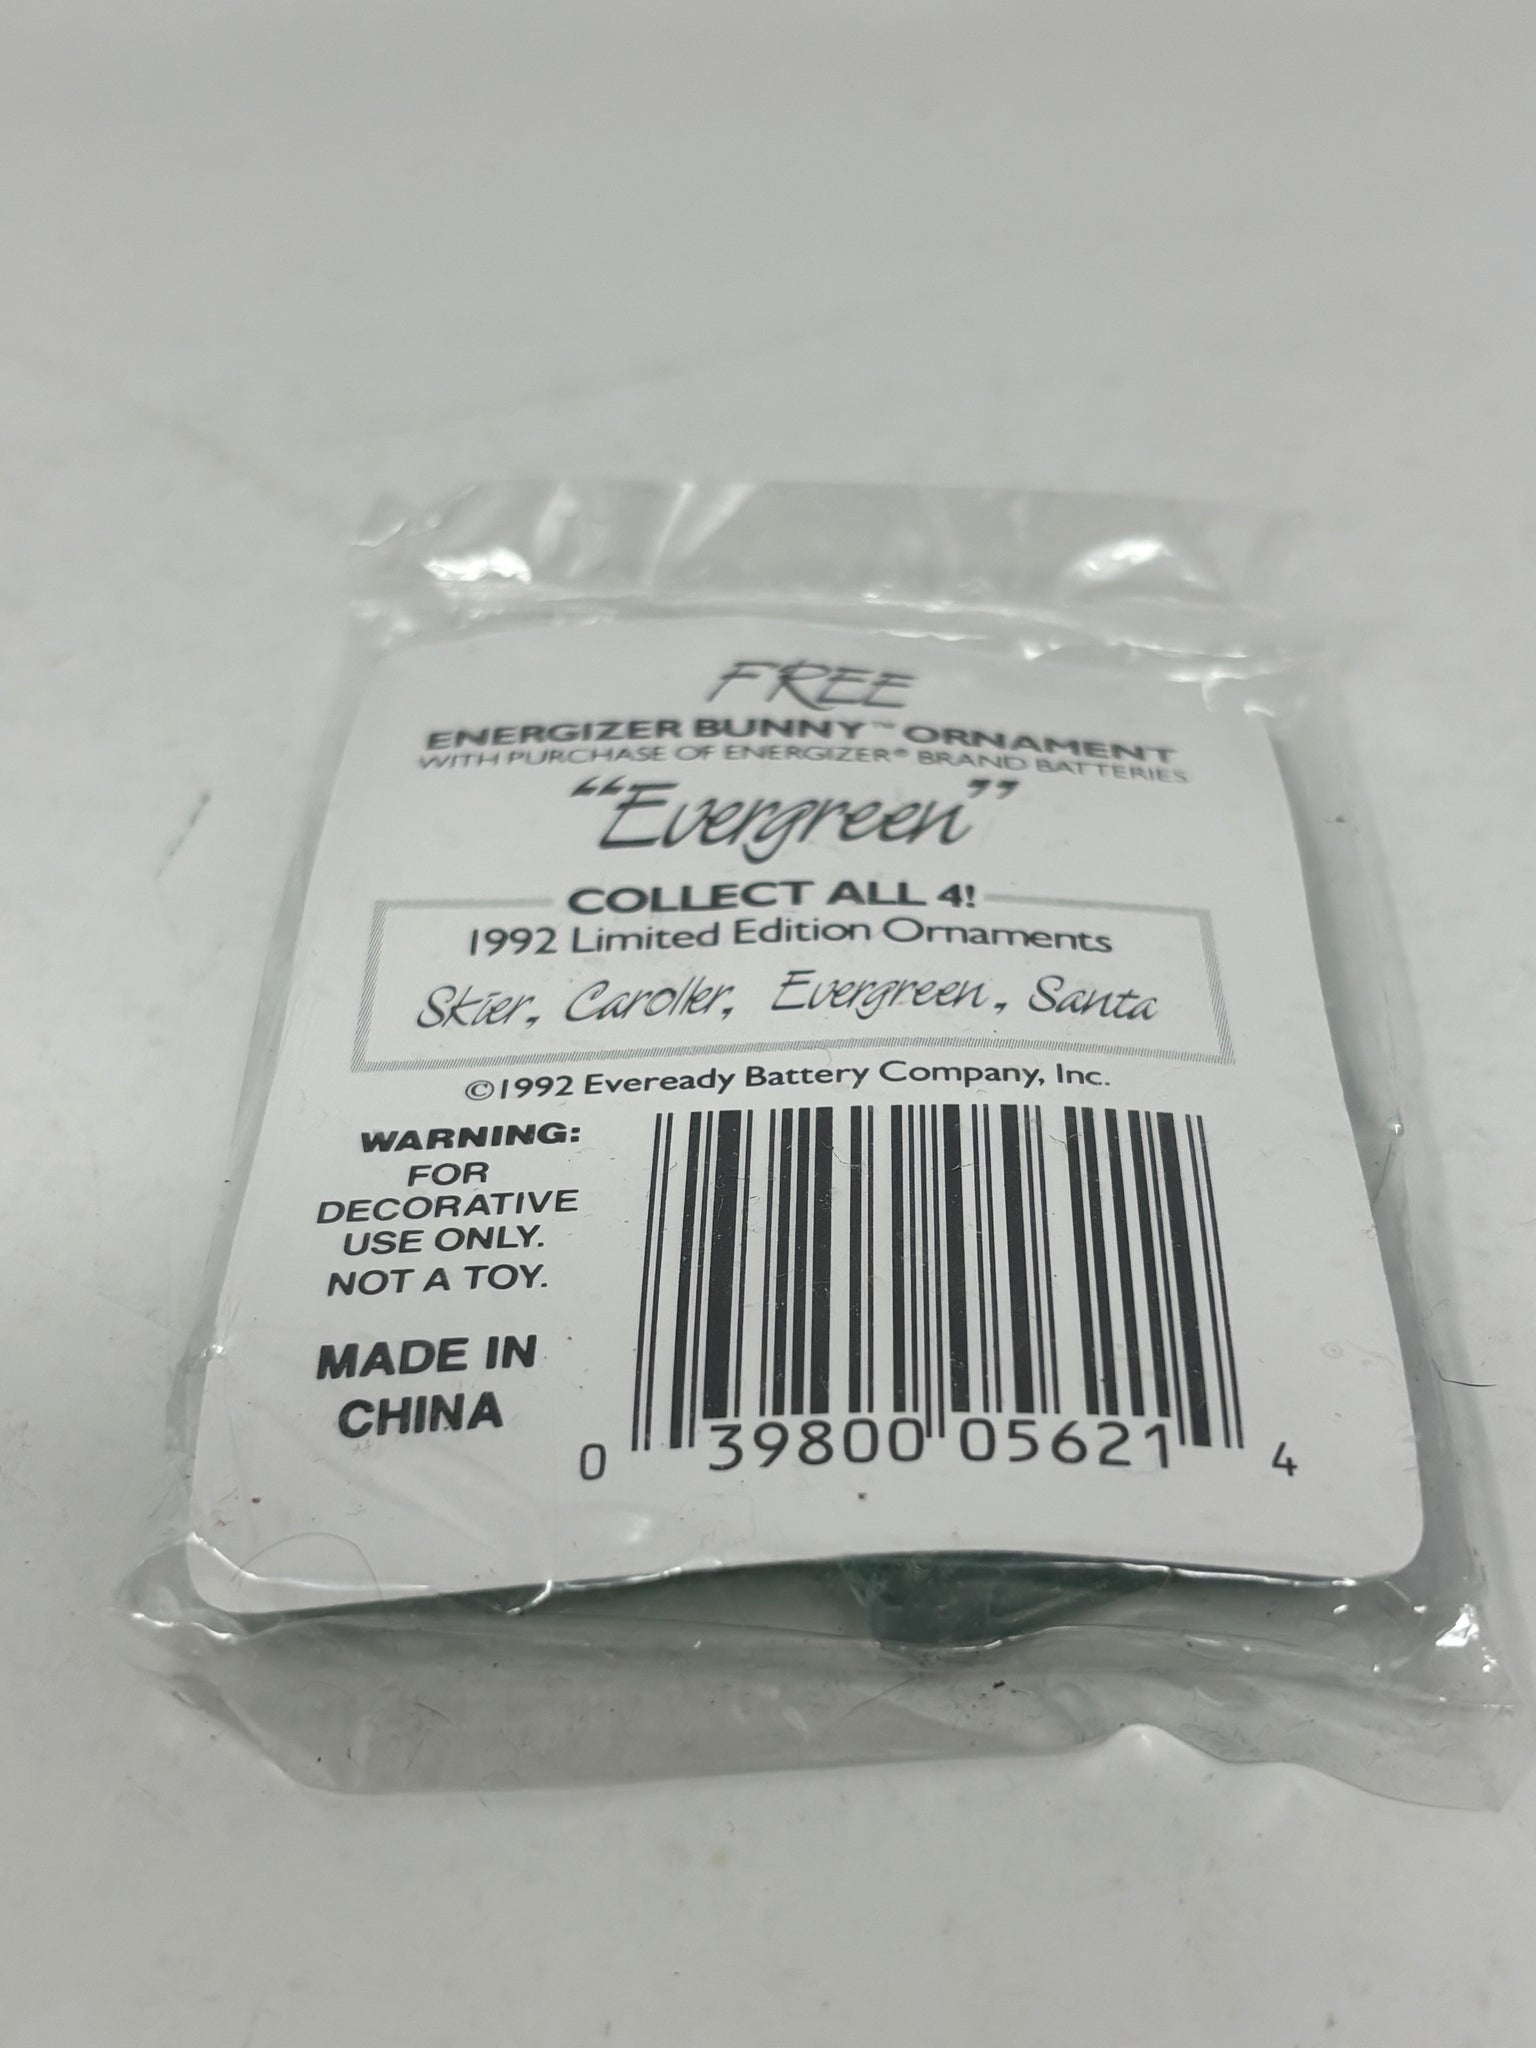 FREE
ENERGIZER BUNNY™ ORNAMENT
WITH PURCHASE OF ENERGIZER® BRAND BATTERIES
“Evergreen”
COLLECT ALL 4!
1992 Limited Edition Ornaments
Skier, Caroller, Evergreen, Santa
©1992 Eveready Battery Company, Inc.
WARNING:
FOR
DECORATIVE
USE ONLY.
NOT A TOY.
MADE IN
CHINA
0 39800 05621 4